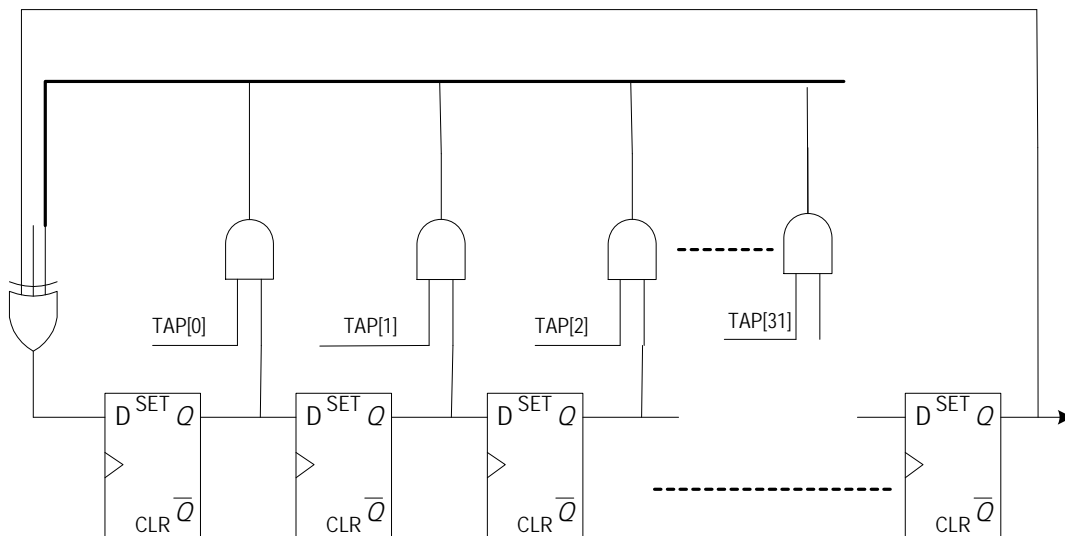 TAP[0]
TAP[1]
TAP[2]
TAP[31]
D SET Q
CLR Q̅
D SET Q
CLR Q̅
D SET Q
CLR Q̅
D SET Q
CLR Q̅